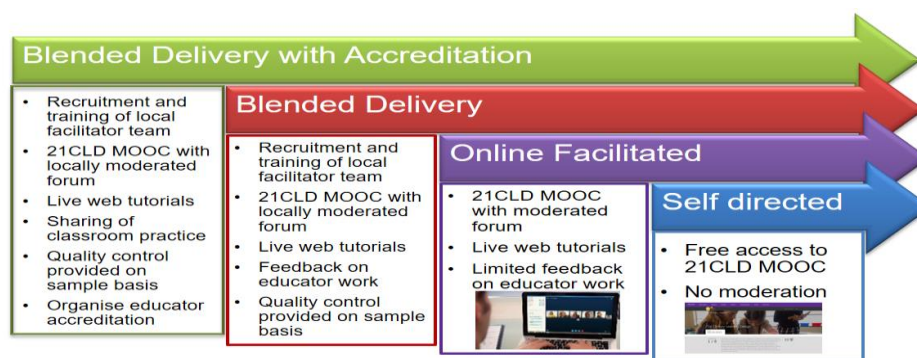 Blended Delivery with Accreditation
• Recruitment and
training of local
facilitator team
• 21CLD MOOC with
locally moderated
forum
• Live web tutorials
• Sharing of
classroom practice
• Quality control
provided on
sample basis
• Organise educator
accreditation
Blended Delivery
• Recruitment and
training of local
facilitator team
• 21CLD MOOC with
locally moderated
forum
• Live web tutorials
• Feedback on
educator work
• Quality control
provided on sample
basis
Online Facilitated
• 21CLD MOOC
with moderated
forum
• Live web tutorials
• Limited feedback
on educator work
Self directed
• Free access to
21CLD MOOC
• No moderation